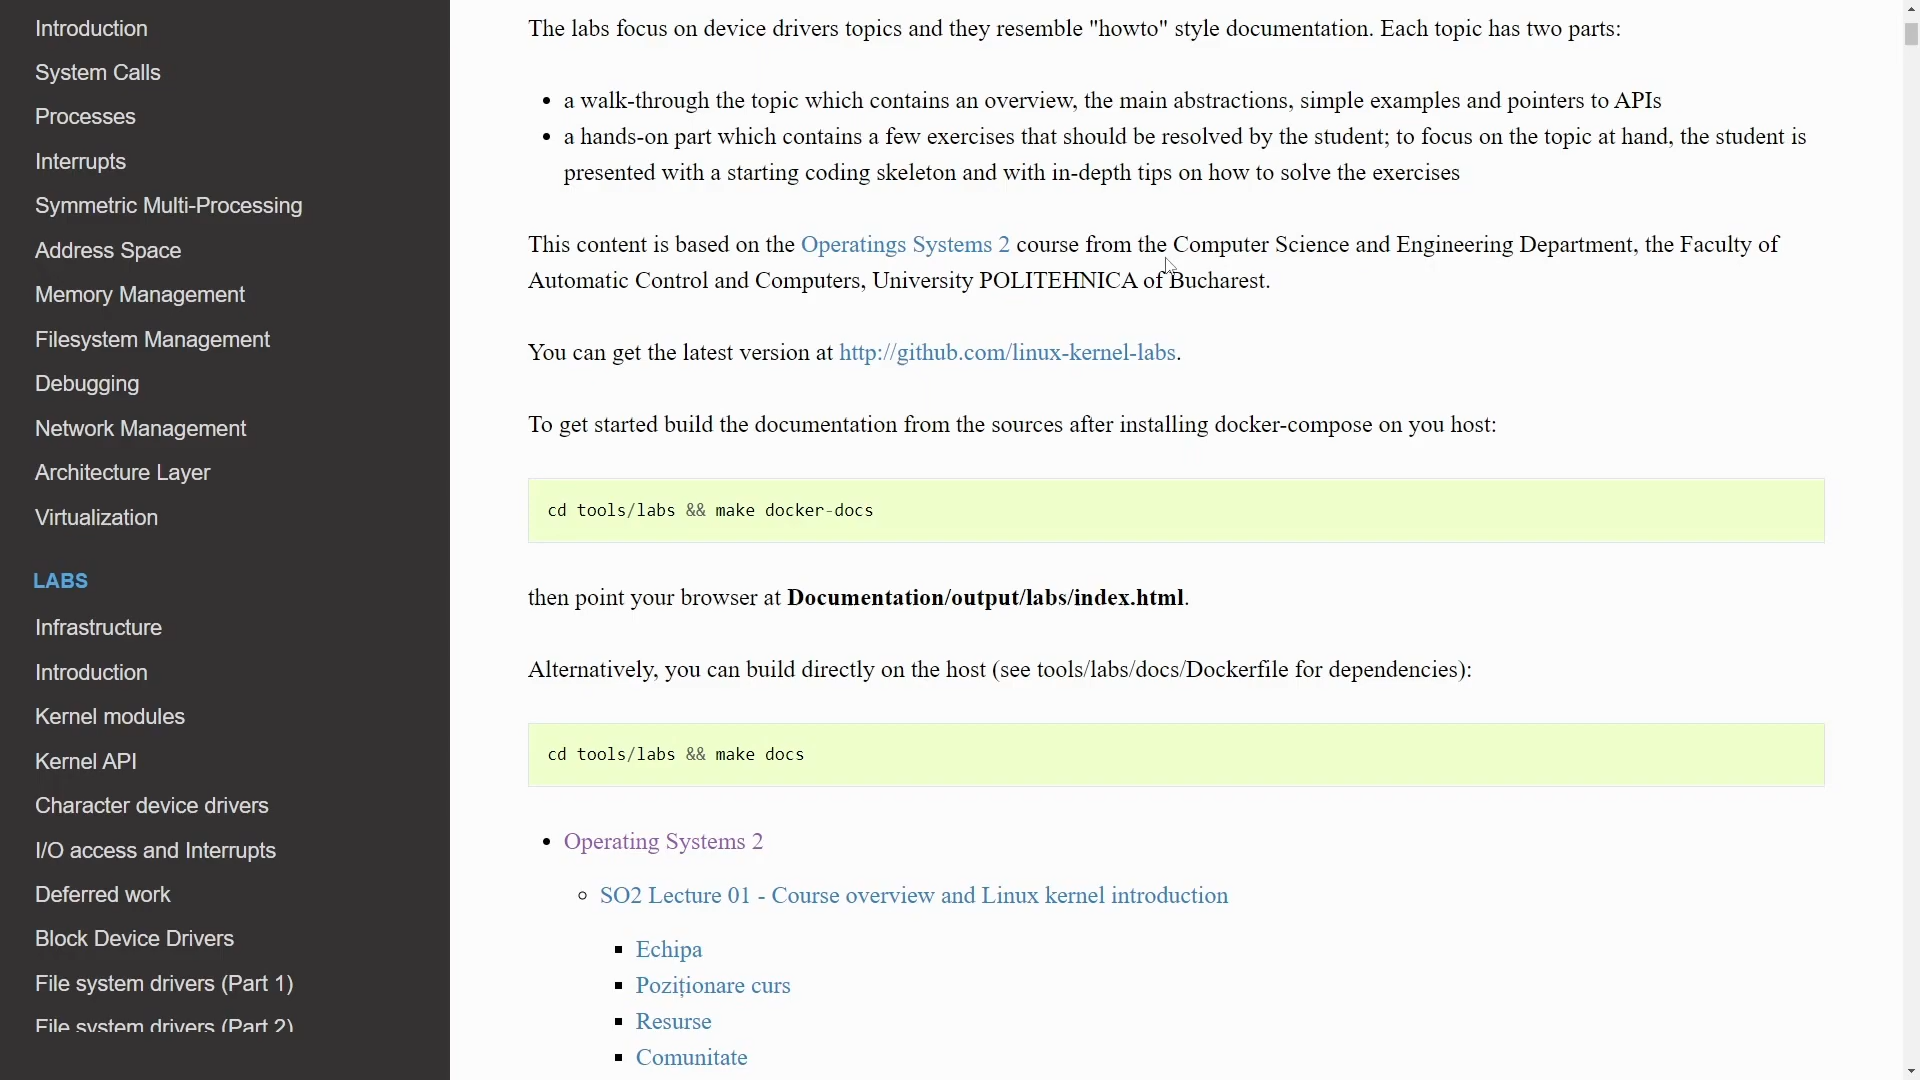 Introduction
System Calls
Processes
Interrupts
Symmetric Multi-Processing
Address Space
Memory Management
Filesystem Management
Debugging
Network Management
Architecture Layer
Virtualization
LABS
Infrastructure
Introduction
Kernel modules
Kernel API
Character device drivers
I/O access and Interrupts
Deferred work
Block Device Drivers
File system drivers (Part 1)
File system drivers (Part 2)
The labs focus on device drivers topics and they resemble "howto" style documentation. Each topic has two parts:
• a walk-through the topic which contains an overview, the main abstractions, simple examples and pointers to APIs
• a hands-on part which contains a few exercises that should be resolved by the student; to focus on the topic at hand, the student is
presented with a starting coding skeleton and with in-depth tips on how to solve the exercises
This content is based on the Operatings Systems 2 course from the Computer Science and Engineering Department, the Faculty of
Automatic Control and Computers, University POLITEHNICA of Bucharest.
You can get the latest version at http://github.com/linux-kernel-labs.
To get started build the documentation from the sources after installing docker-compose on you host:
cd tools/labs && make docker-docs
then point your browser at Documentation/output/labs/index.html.
Alternatively, you can build directly on the host (see tools/labs/docs/Dockerfile for dependencies):
cd tools/labs && make docs
• Operating Systems 2
◦ SO2 Lecture 01 - Course overview and Linux kernel introduction
▪ Echipa
▪ Poziționare curs
▪ Resurse
▪ Comunitate